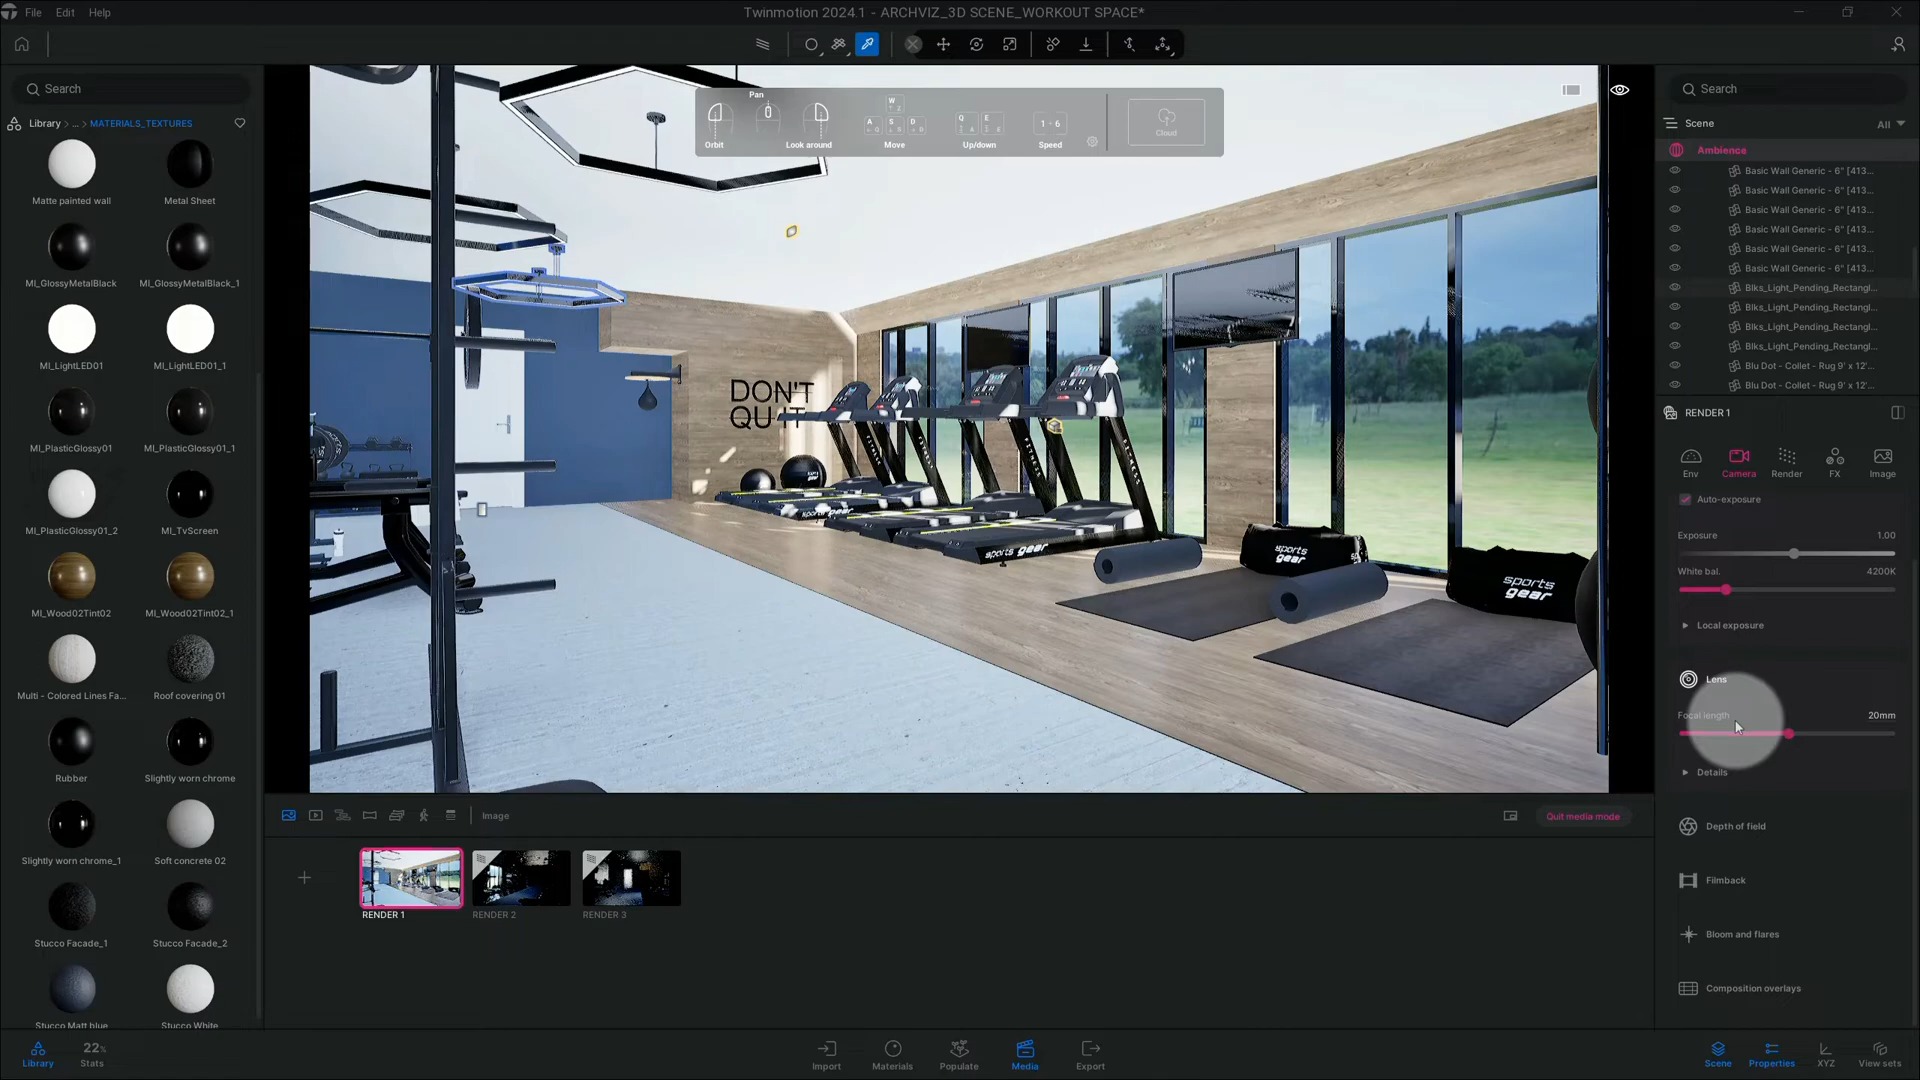 File Edit Help
Twinmotion 2024.1 - ARCHVIZ_3D SCENE_WORKOUT SPACE*
Search
Library > ... > MATERIALS_TEXTURES
Matte painted wall
Metal Sheet
MI_GlossyMetalBlack
MI_GlossyMetalBlack_1
MI_LightLED01
MI_LightLED01_1
MI_PlasticGlossy01
MI_PlasticGlossy01_1
MI_PlasticGlossy01_2
MI_TvScreen
MI_Wood02Tint02
MI_Wood02Tint02_1
Multi - Colored Lines Fa...
Roof covering 01
Rubber
Slightly worn chrome
Slightly worn chrome_1
Soft concrete 02
Stucco Facade_1
Stucco Facade_2
Stucco Matt blue
Stucco White
Pan
Orbit
Look around
W
A S D
Move
Q E
Up/down
1 - 6
Speed
Cloud
DON'T
QUIT
FITNESS
FITNESS
FITNESS
FITNESS
sports gear
sports gear
sports
gear
sports
gear
Search
Scene
All
Ambience
Basic Wall Generic - 6" [413...
Basic Wall Generic - 6" [413...
Basic Wall Generic - 6" [413...
Basic Wall Generic - 6" [413...
Basic Wall Generic - 6" [413...
Basic Wall Generic - 6" [413...
Blks_Light_Pending_Rectangl...
Blks_Light_Pending_Rectangl...
Blks_Light_Pending_Rectangl...
Blks_Light_Pending_Rectangl...
Blu Dot - Collet - Rug 9' x 12'...
Blu Dot - Collet - Rug 9' x 12'...
RENDER 1
Env
Camera
Render
FX
Image
Auto-exposure
Exposure 1.00
White bal. 4200K
Local exposure
Lens
Focal length 20mm
Details
Depth of field
Filmback
Bloom and flares
Composition overlays
Image
Quit media mode
RENDER 1
RENDER 2
RENDER 3
Library
22%
Stats
Import
Materials
Populate
Media
Export
Scene
Properties
XYZ
View sets